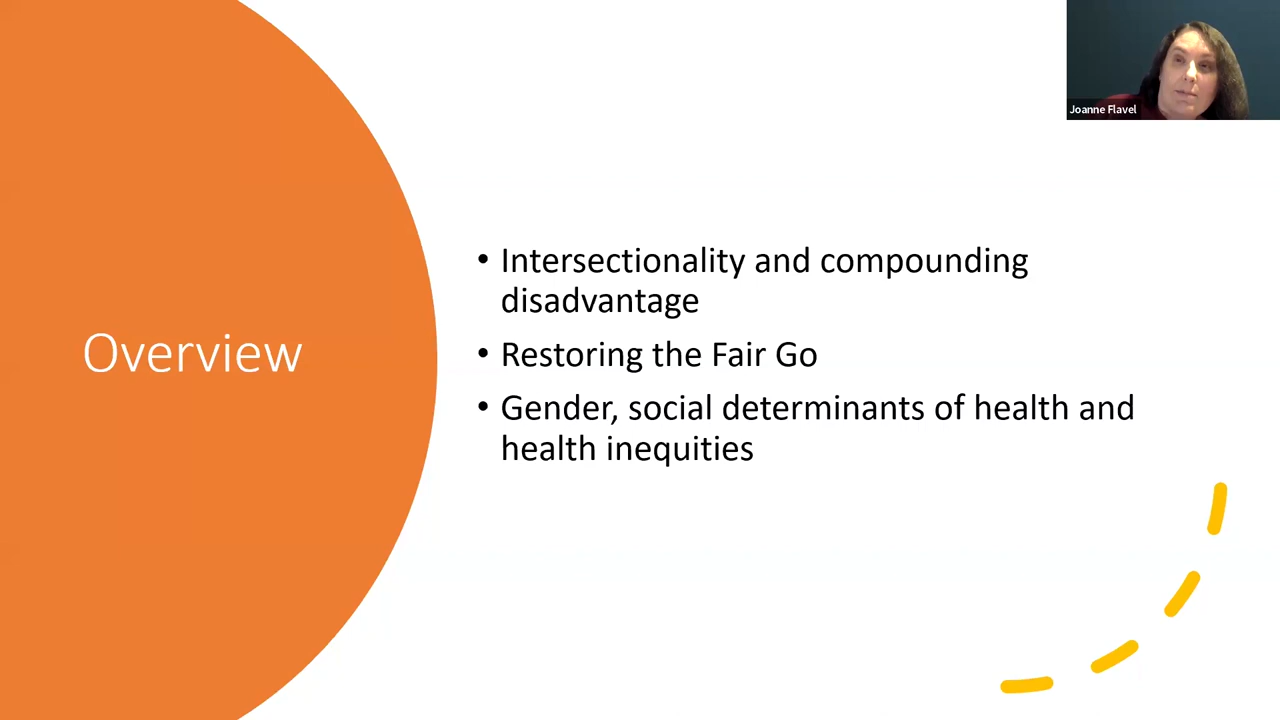 Joanne Flavel
Overview
• Intersectionality and compounding
disadvantage
• Restoring the Fair Go
• Gender, social determinants of health and
health inequities